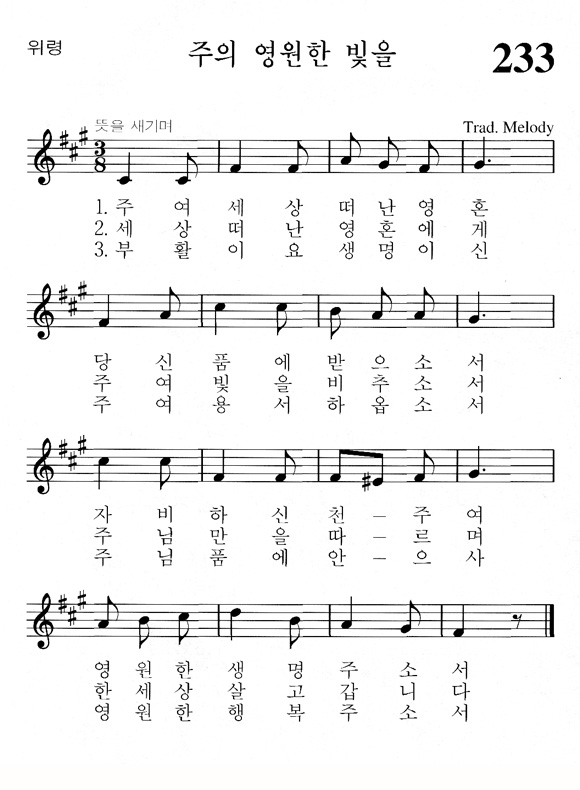 위령
주의 영원한 빛을
233
뜻을 새기며
Trad. Melody
3
8
1. 주 여 세 상 떠 난 영 혼
2. 세 상 떠 난 영 혼 에 게
3. 부 활 이 요 생 명 이 신
당 신 품 에 받 으 소 서
주 여 빛 을 비 추 소 서
주 여 용 서 하 옵 소 서
자 비 하 신 천 – 주 여
주 님 만 을 따 – 르 며
주 님 품 에 안 – 으 사
영 원 한 생 명 주 소 서
한 세 상 살 고 갑 니 다
영 원 한 행 복 주 소 서